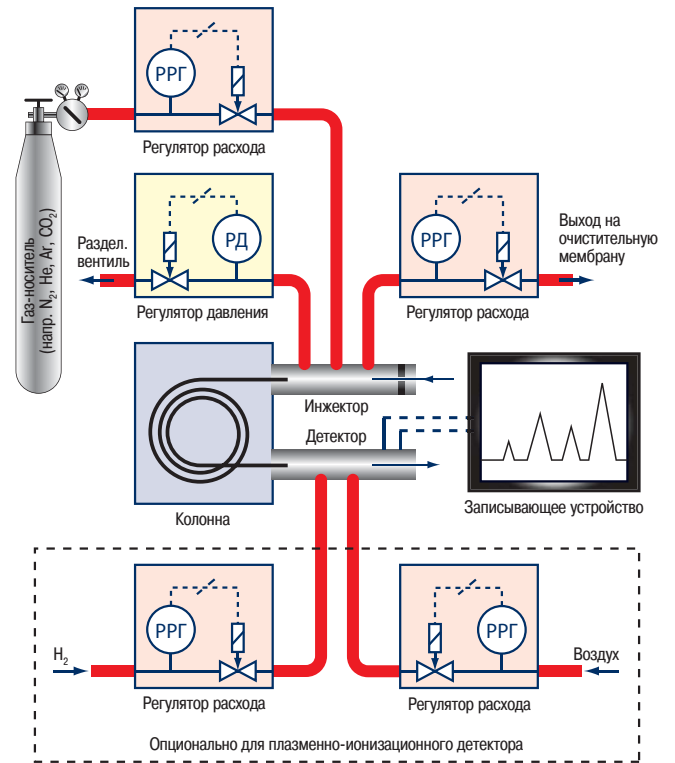 РРГ
Регулятор расхода
Газ-носитель
(напр. N₂, He, Ar, CO₂)
Раздел.
вентиль
РД
Регулятор давления
РРГ
Регулятор расхода
Выход на
очистительную
мембрану
Инжектор
Детектор
Колонна
Записывающее устройство
H₂
РРГ
Регулятор расхода
РРГ
Регулятор расхода
Воздух
Опционально для плазменно-ионизационного детектора